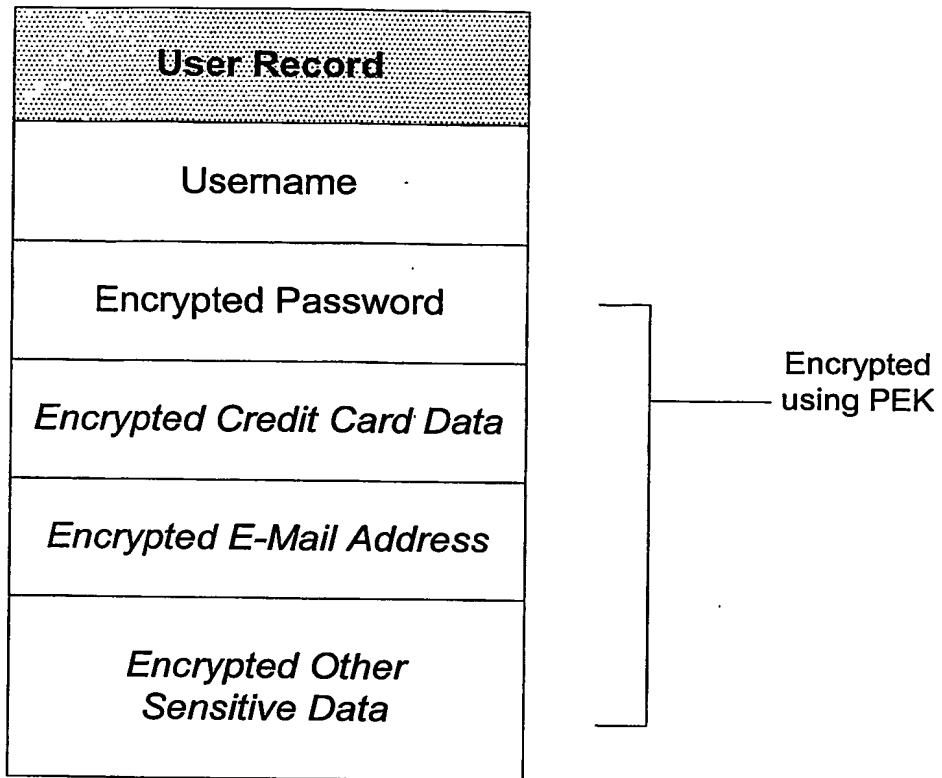 User Record
Username
Encrypted Password
Encrypted Credit Card Data
Encrypted E-Mail Address
Encrypted Other
Sensitive Data
Encrypted
using PEK